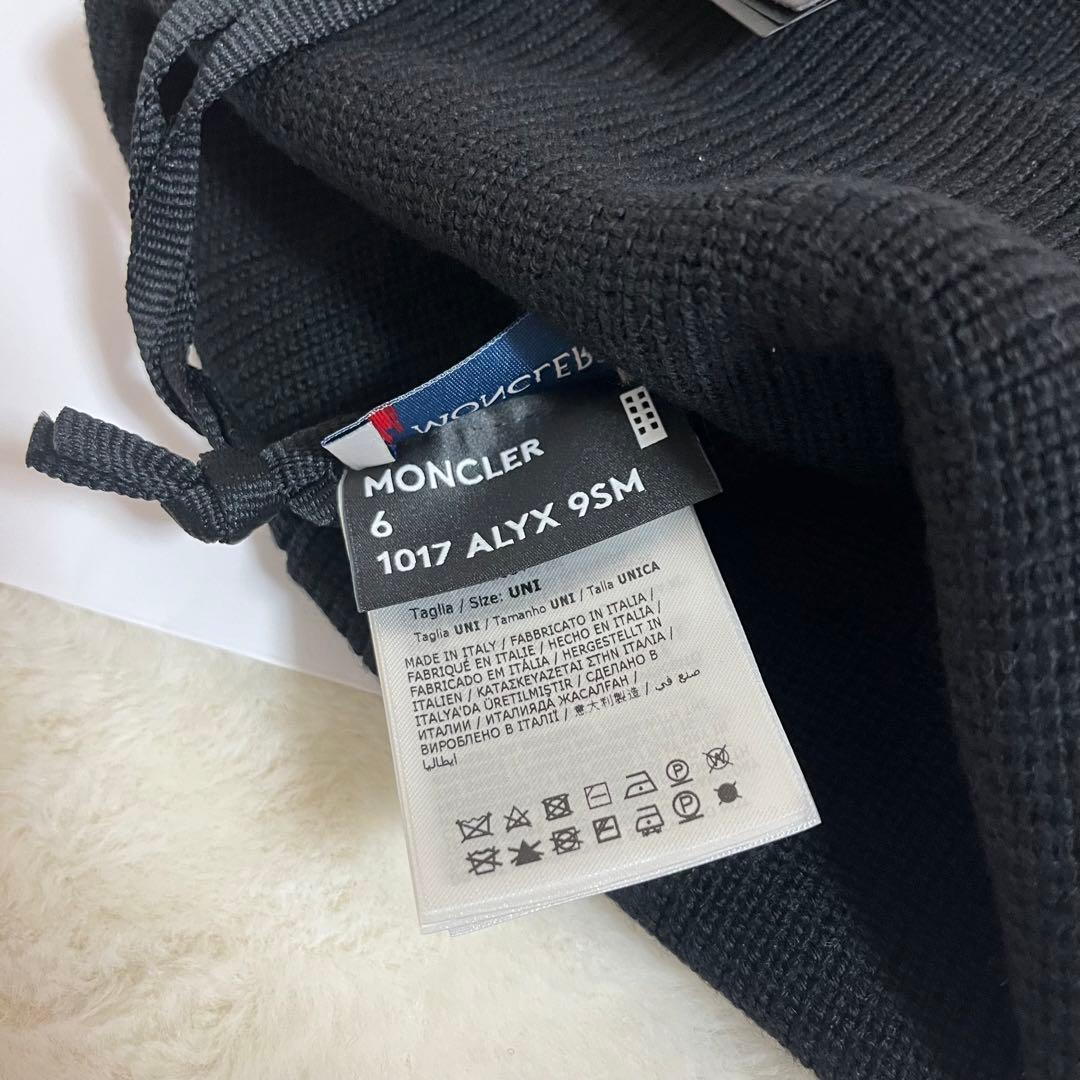 MONCLER
MONCLER
6
1017 ALYX 9SM
Taglia / Size: UNI
Taglia UNI / Tamanho UNI / Talla UNICA
MADE IN ITALY / FABBRICATO IN ITALIA /
FABRIQUÉ EN ITALIE / HECHO EN ITALIA /
FABRICADO EM ITÀLIA / HERGESTELLT IN
ITALIEN / ΚΑΤΑΣΚΕΥΑΖΕΤΑΙ ΣΤΗΝ ΙΤΑΛΙΑ /
ITALYA'DA ÜRETILMIŞTIR / СДЕЛАНО В
ИТАЛИИ / ИТАЛИЯДА ЖАСАЛҒАН /
ВИРОБЛЕНО В ІТАЛІЇ / 意大利製造 / صنع في
ايطاليا
P W
P